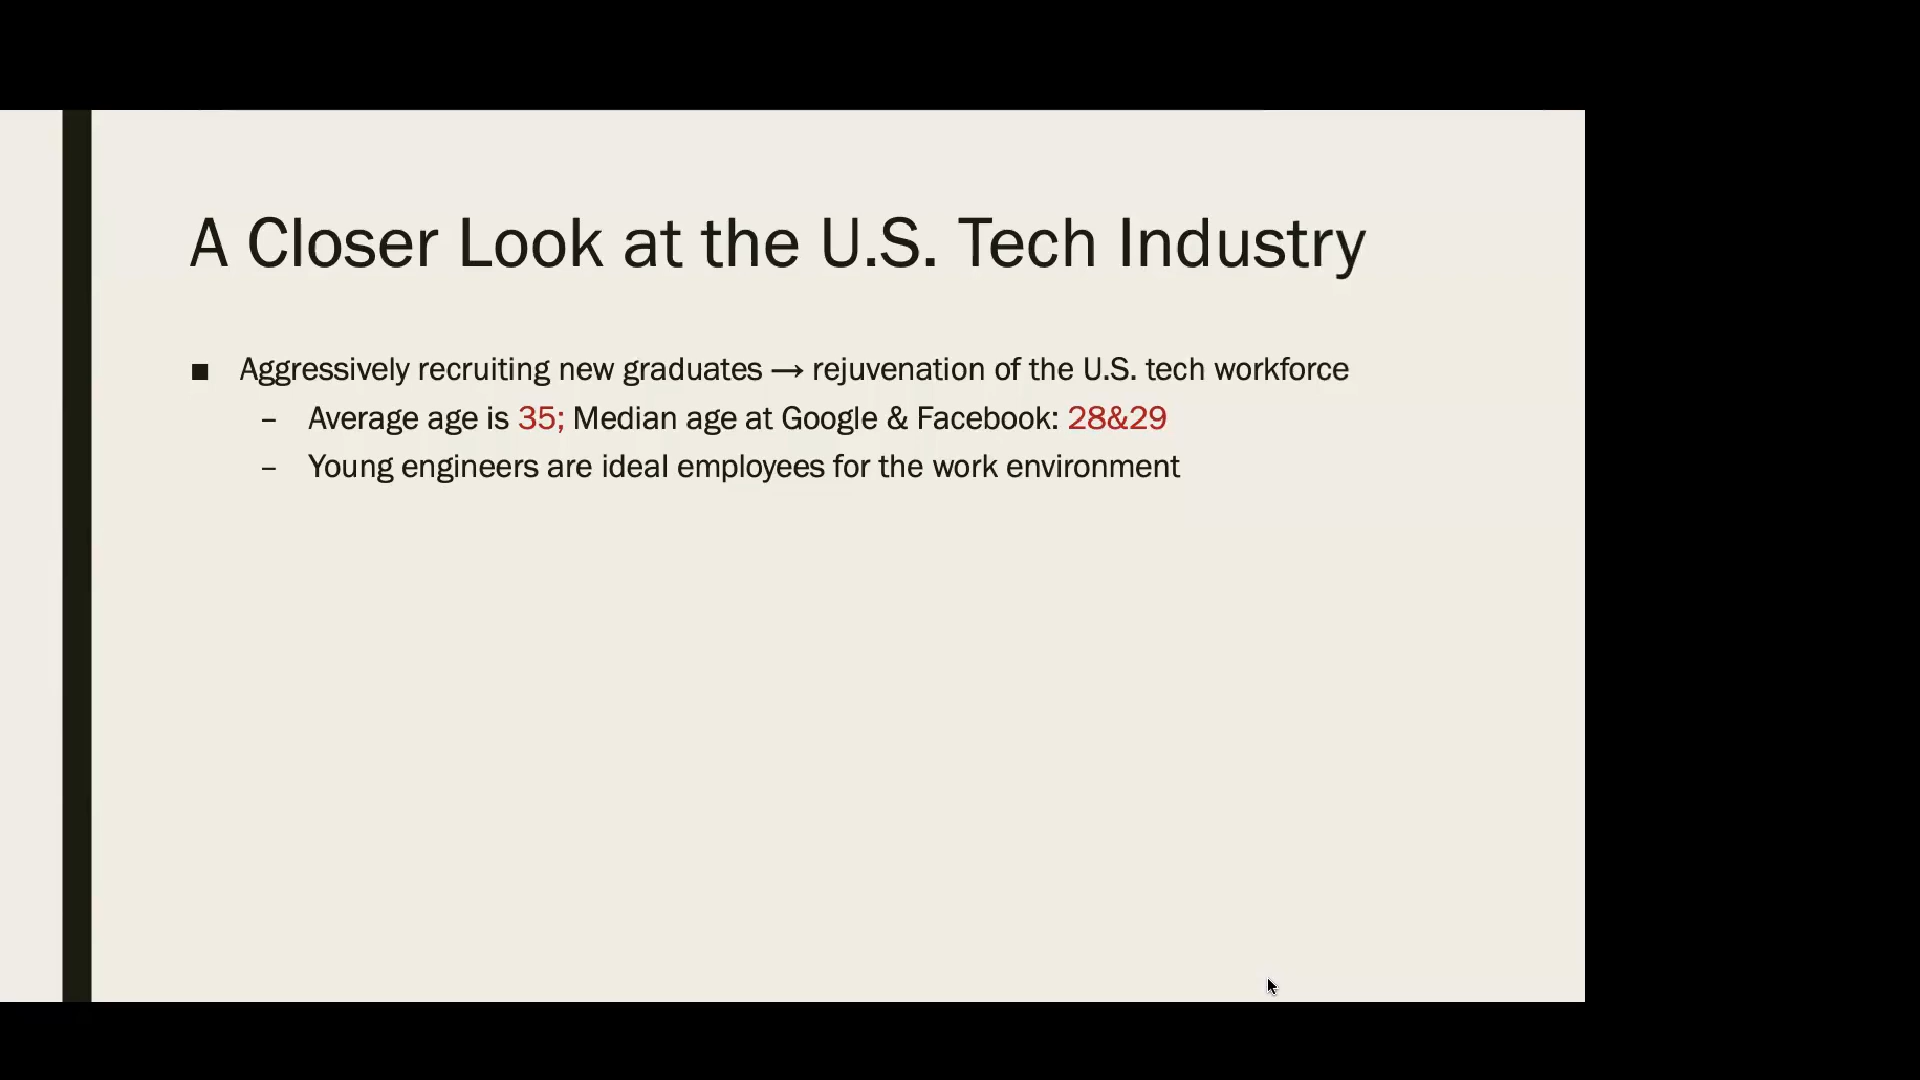 A Closer Look at the U.S. Tech Industry
■ Aggressively recruiting new graduates → rejuvenation of the U.S. tech workforce
– Average age is 35; Median age at Google & Facebook: 28&29
– Young engineers are ideal employees for the work environment